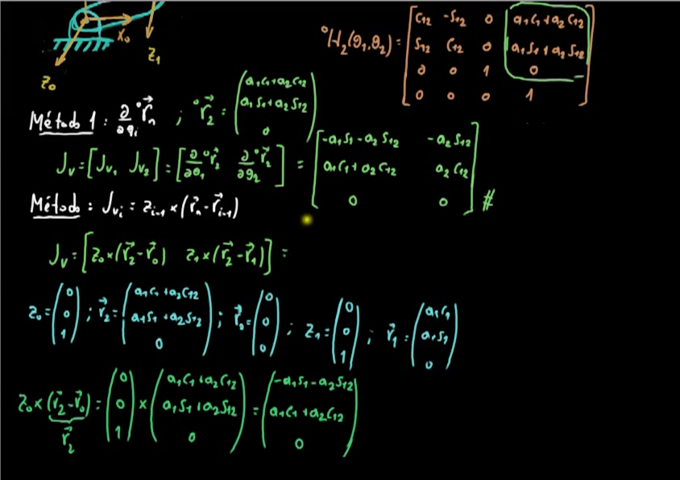 x₀
z₁
z₀
⁰H₂(θ₁,θ₂) = [C₁₂ -S₁₂ 0 a₁C₁+a₂C₁₂
S₁₂ C₁₂ 0 a₁S₁+a₂S₁₂
0 0 1 0
0 0 0 1]
Método 1: ∂/∂qᵢ ⁰r⃗ₙ ; ⁰r⃗₂ = (a₁C₁+a₂C₁₂
a₁S₁+a₂S₁₂
0)
Jᵥ = [Jᵥ₁ Jᵥ₂] = [∂/∂θ₁ ⁰r⃗₂ ∂/∂θ₂ ⁰r⃗₂] = [-a₁S₁-a₂S₁₂ -a₂S₁₂
a₁C₁+a₂C₁₂ a₂C₁₂
0 0] #
Método: Jᵥᵢ = zᵢ₋₁×(r⃗ₙ-r⃗ᵢ₋₁)
Jᵥ = [z₀×(r⃗₂-r⃗₀) z₁×(r⃗₂-r⃗₁)] =
z₀ = (0 0 1) ; r⃗₂ = (a₁C₁+a₂C₁₂ a₁S₁+a₂S₁₂ 0) ; r⃗₀ = (0 0 0) ; z₁ = (0 0 1) ; r⃗₁ = (a₁C₁ a₁S₁ 0)
z₀×(r⃗₂-r⃗₀) = (0 0 1) × (a₁C₁+a₂C₁₂ a₁S₁+a₂S₁₂ 0) = (-a₁S₁-a₂S₁₂ a₁C₁+a₂C₁₂ 0)
r⃗₂